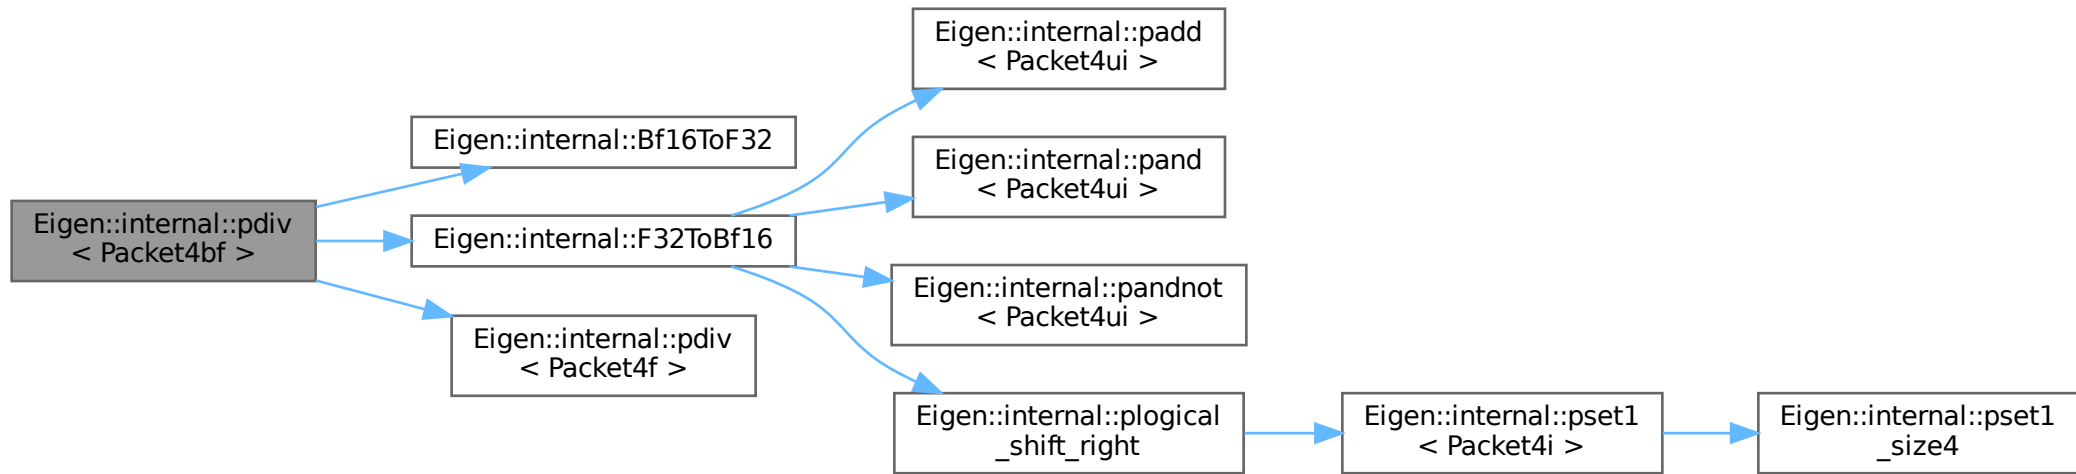 Eigen::internal::pdiv
< Packet4bf >
Eigen::internal::Bf16ToF32
Eigen::internal::F32ToBf16
Eigen::internal::pdiv
< Packet4f >
Eigen::internal::padd
< Packet4ui >
Eigen::internal::pand
< Packet4ui >
Eigen::internal::pandnot
< Packet4ui >
Eigen::internal::plogical
_shift_right
Eigen::internal::pset1
< Packet4i >
Eigen::internal::pset1
_size4